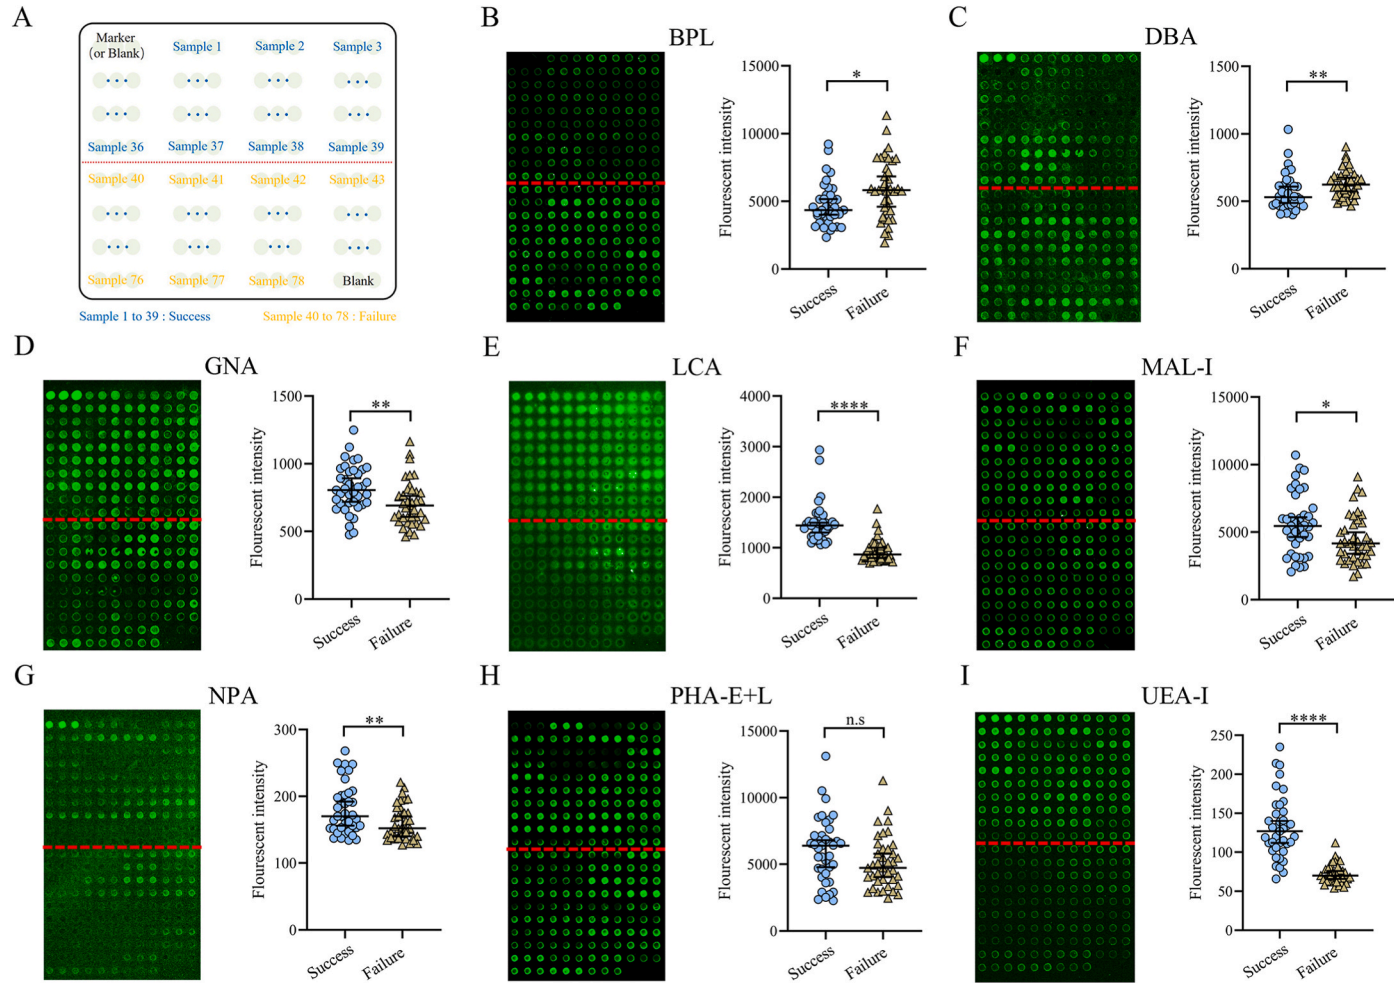 A
Marker
(or Blank)
Sample 1
Sample 2
Sample 3
Sample 36
Sample 37
Sample 38
Sample 39
Sample 40
Sample 41
Sample 42
Sample 43
Sample 76
Sample 77
Sample 78
Blank
Sample 1 to 39 : Success
Sample 40 to 78 : Failure
B
BPL
Flourescent intensity
15000
10000
5000
0
*
Success
Failure
C
DBA
Flourescent intensity
1500
1000
500
0
**
Success
Failure
D
GNA
Flourescent intensity
1500
1000
500
0
**
Success
Failure
E
LCA
Flourescent intensity
4000
3000
2000
1000
0
****
Success
Failure
F
MAL-I
Flourescent intensity
15000
10000
5000
0
*
Success
Failure
G
NPA
Flourescent intensity
300
200
100
0
**
Success
Failure
H
PHA-E+L
Flourescent intensity
15000
10000
5000
0
n.s
Success
Failure
I
UEA-I
Flourescent intensity
250
200
150
100
50
0
****
Success
Failure